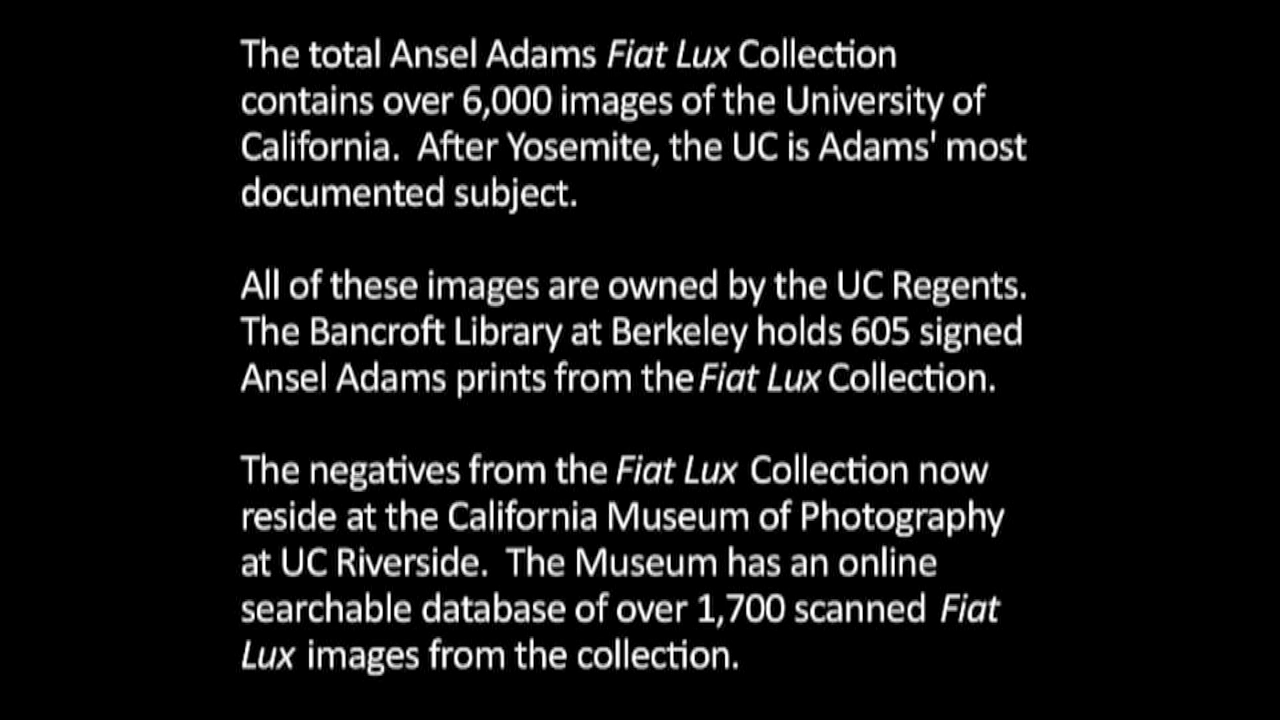 The total Ansel Adams Fiat Lux Collection
contains over 6,000 images of the University of
California.  After Yosemite, the UC is Adams' most
documented subject.
All of these images are owned by the UC Regents.
The Bancroft Library at Berkeley holds 605 signed
Ansel Adams prints from the Fiat Lux Collection.
The negatives from the Fiat Lux Collection now
reside at the California Museum of Photography
at UC Riverside.  The Museum has an online
searchable database of over 1,700 scanned Fiat
Lux images from the collection.